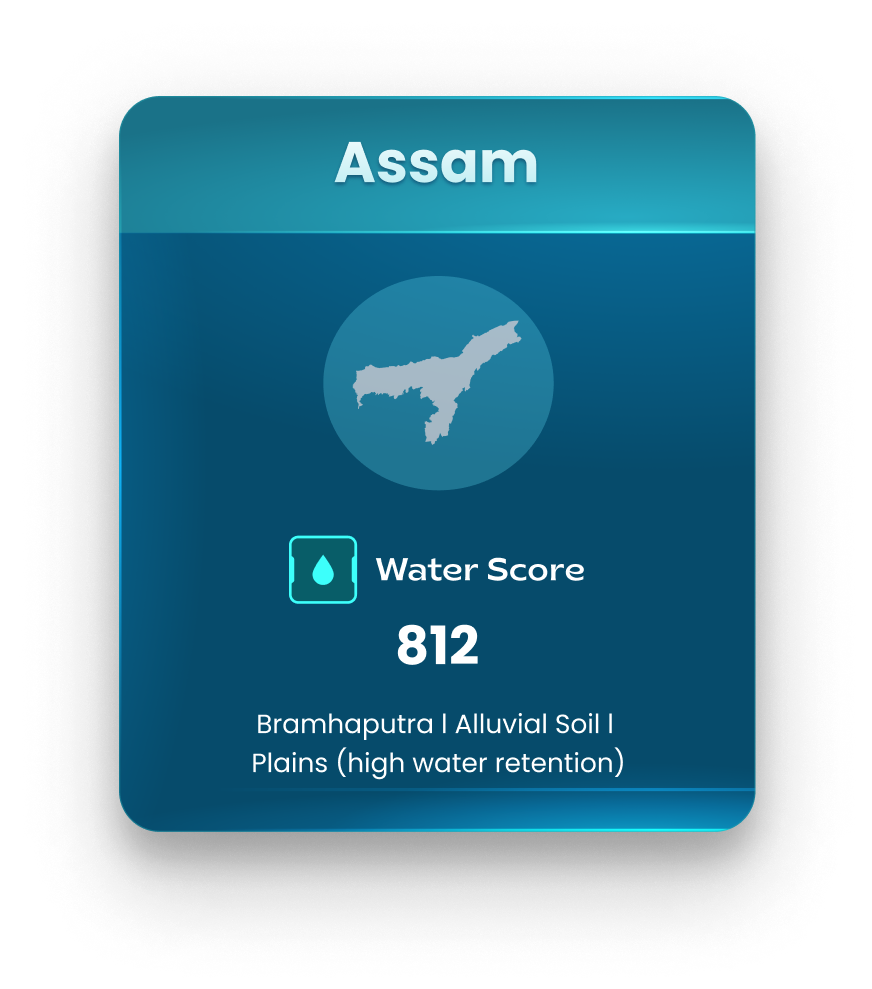 Assam
Water Score
812
Bramhaputra l Alluvial Soil l
Plains (high water retention)